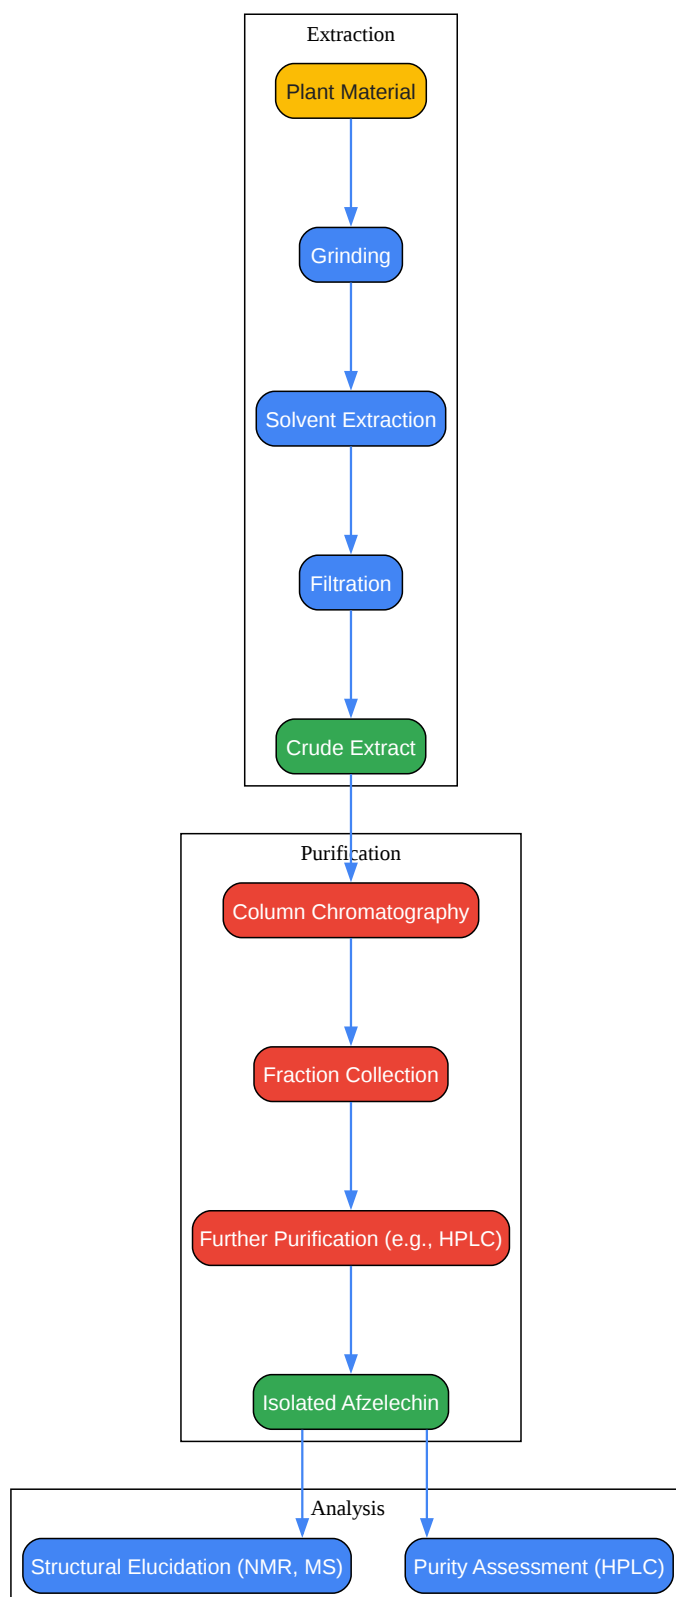 Extraction
Plant Material
Grinding
Solvent Extraction
Filtration
Crude Extract
Purification
Column Chromatography
Fraction Collection
Further Purification (e.g., HPLC)
Isolated Afzelechin
Analysis
Structural Elucidation (NMR, MS)
Purity Assessment (HPLC)